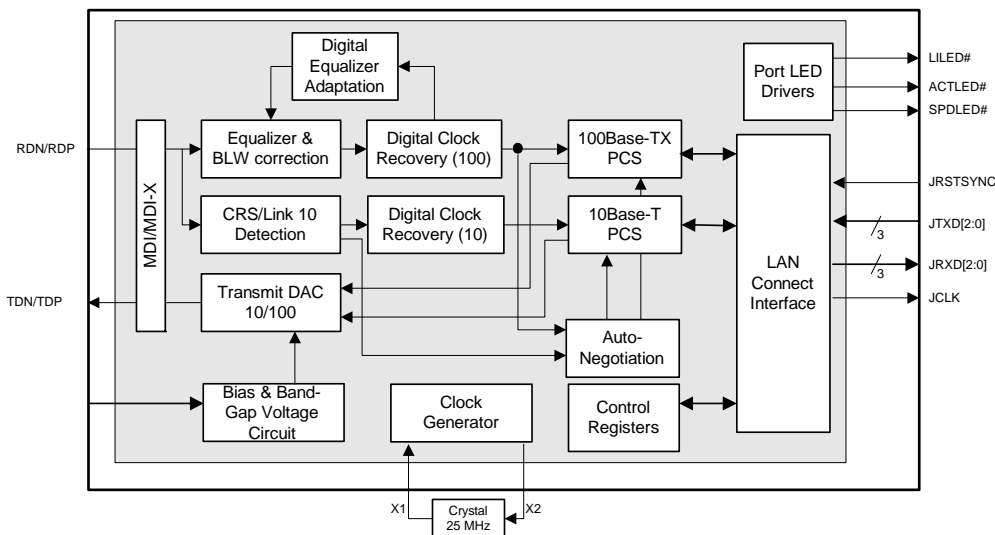 Digital
Equalizer
Adaptation
Port LED
Drivers
LILED#
ACTLED#
SPDLED#
RDN/RDP
MDI/MDI-X
Equalizer &
BLW correction
Digital Clock
Recovery (100)
100Base-TX
PCS
JRSTSYNC
CRS/Link 10
Detection
Digital Clock
Recovery (10)
10Base-T
PCS
LAN
Connect
Interface
JTXD[2:0]
3
JRXD[2:0]
3
JCLK
TDN/TDP
Transmit DAC
10/100
Auto-
Negotiation
Bias & Band-
Gap Voltage
Circuit
Clock
Generator
Control
Registers
X1
X2
Crystal
25 MHz